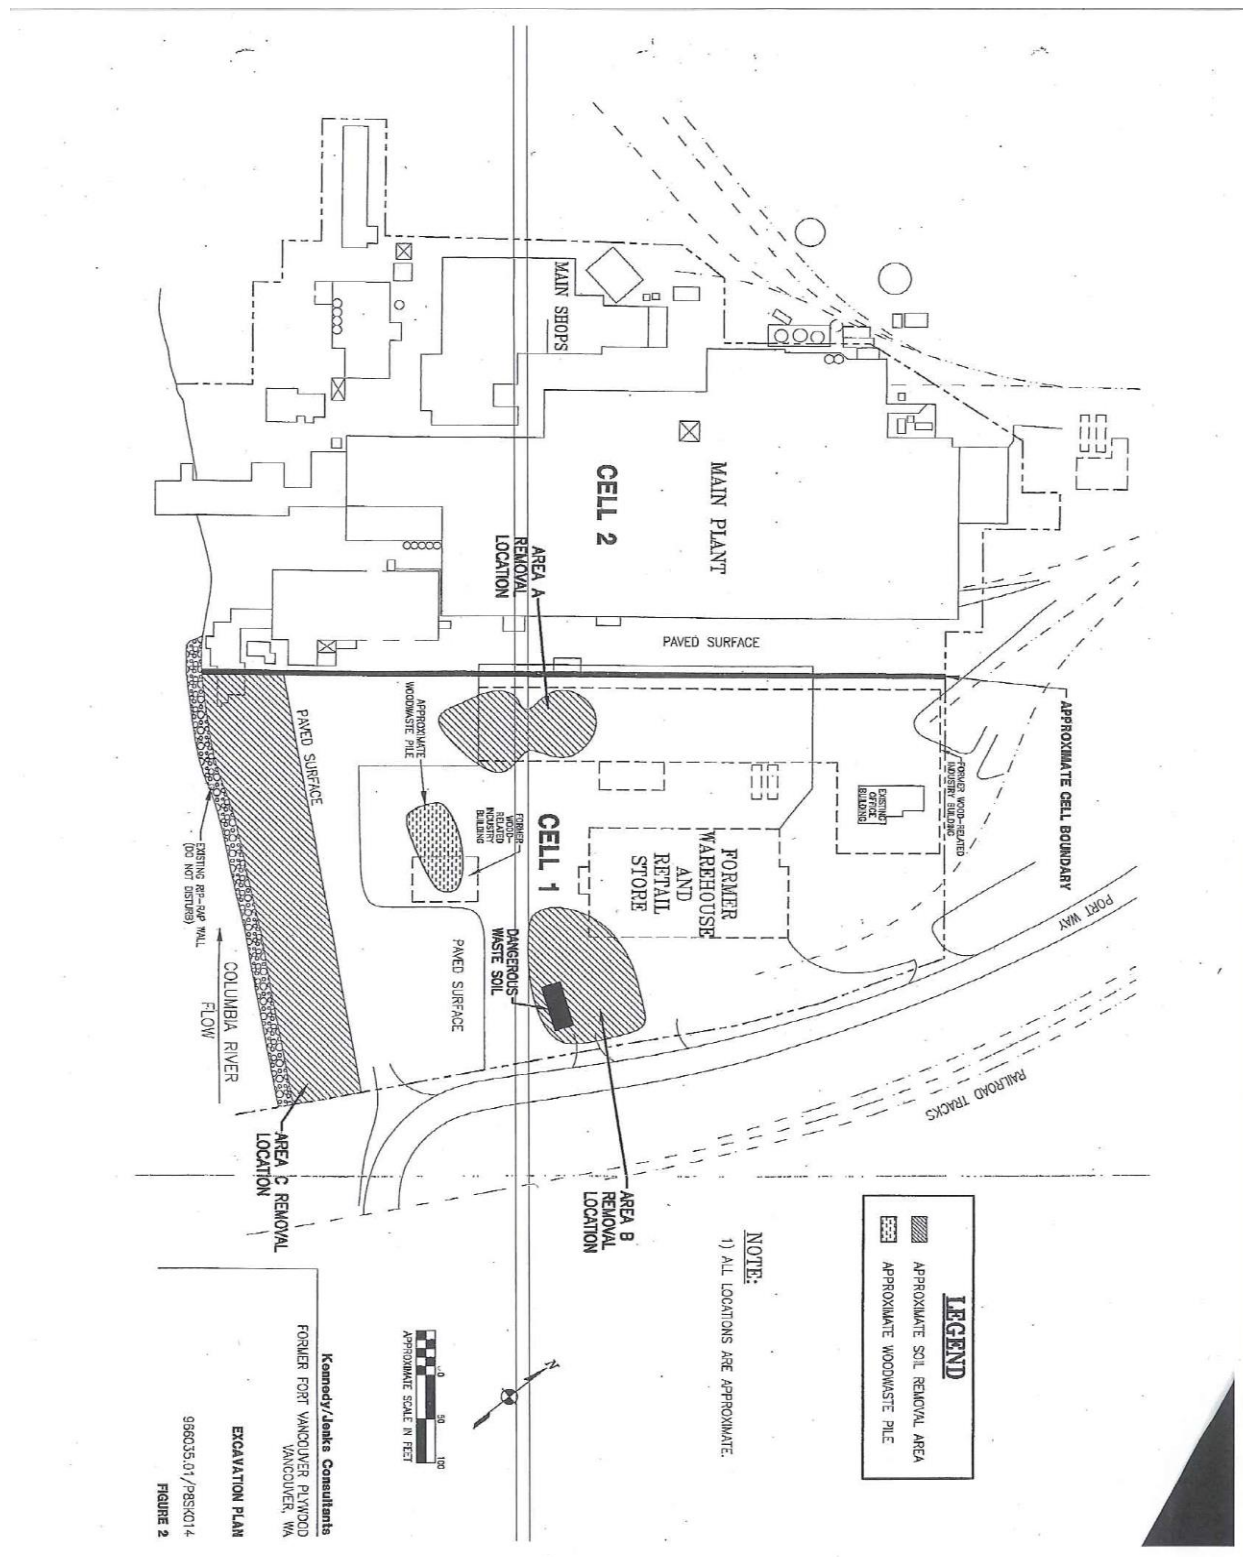 MAIN SHOPS
MAIN PLANT
CELL 2
AREA A
REMOVAL
LOCATION
PAVED SURFACE
APPROXIMATE CELL BOUNDARY
FORMER WOOD-RELATED
INDUSTRY BUILDING
EXISTING
OFFICE
BUILDING
PORT WAY
RAILROAD TRACKS
FORMER
WAREHOUSE
AND
RETAIL
STORE
CELL 1
FORMER
WOOD-
RELATED
INDUSTRY
BUILDING
APPROXIMATE
WOODWASTE PILE
PAVED SURFACE
PAVED SURFACE
DANGEROUS
WASTE SOIL
EXISTING RIP-RAP WALL
(DO NOT DISTURB)
COLUMBIA RIVER
FLOW
AREA C REMOVAL
LOCATION
AREA B
REMOVAL
LOCATION
LEGEND
APPROXIMATE SOIL REMOVAL AREA
APPROXIMATE WOODWASTE PILE
NOTE:
1) ALL LOCATIONS ARE APPROXIMATE.
N
0 50 100
APPROXIMATE SCALE IN FEET
Kennedy/Jenks Consultants
FORMER FORT VANCOUVER PLYWOOD
VANCOUVER, WA
EXCAVATION PLAN
966035.01/P8SK014
FIGURE 2